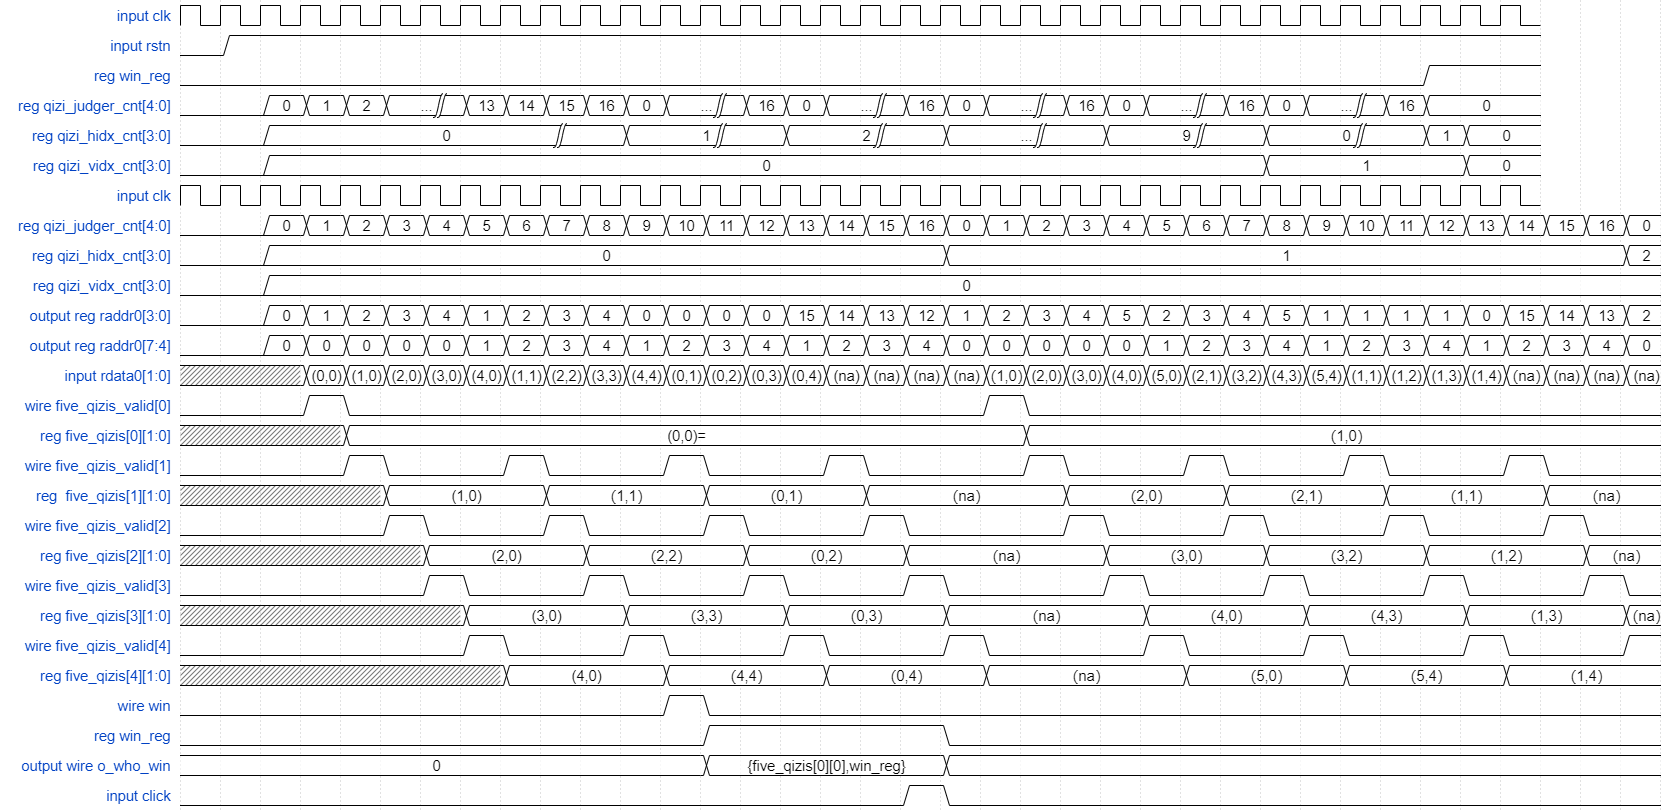 input clk
input rstn
reg win_reg
reg qizi_judger_cnt[4:0] 0 1 2 ... 13 14 15 16 0 ... 16 0 ... 16 0 ... 16 0 ... 16 0 ... 16 0
reg qizi_hidx_cnt[3:0] 0 1 2 ... 9 0 1 0
reg qizi_vidx_cnt[3:0] 0 1 0
input clk
reg qizi_judger_cnt[4:0] 0 1 2 3 4 5 6 7 8 9 10 11 12 13 14 15 16 0 1 2 3 4 5 6 7 8 9 10 11 12 13 14 15 16 0
reg qizi_hidx_cnt[3:0] 0 1 2
reg qizi_vidx_cnt[3:0] 0
output reg raddr0[3:0] 0 1 2 3 4 1 2 3 4 0 0 0 0 15 14 13 12 1 2 3 4 5 2 3 4 5 1 1 1 1 0 15 14 13 2
output reg raddr0[7:4] 0 0 0 0 0 1 2 3 4 1 2 3 4 1 2 3 4 0 0 0 0 0 1 2 3 4 1 2 3 4 1 2 3 4 0
input rdata0[1:0] (0,0) (1,0) (2,0) (3,0) (4,0) (1,1) (2,2) (3,3) (4,4) (0,1) (0,2) (0,3) (0,4) (na) (na) (na) (na) (1,0) (2,0) (3,0) (4,0) (5,0) (2,1) (3,2) (4,3) (5,4) (1,1) (1,2) (1,3) (1,4) (na) (na) (na) (na)
wire five_qizis_valid[0]
reg five_qizis[0][1:0] (0,0)= (1,0)
wire five_qizis_valid[1]
reg five_qizis[1][1:0] (1,0) (1,1) (0,1) (na) (2,0) (2,1) (1,1) (na)
wire five_qizis_valid[2]
reg five_qizis[2][1:0] (2,0) (2,2) (0,2) (na) (3,0) (3,2) (1,2) (na)
wire five_qizis_valid[3]
reg five_qizis[3][1:0] (3,0) (3,3) (0,3) (na) (4,0) (4,3) (1,3) (na)
wire five_qizis_valid[4]
reg five_qizis[4][1:0] (4,0) (4,4) (0,4) (na) (5,0) (5,4) (1,4)
wire win
reg win_reg
output wire o_who_win 0 {five_qizis[0][0],win_reg}
input click